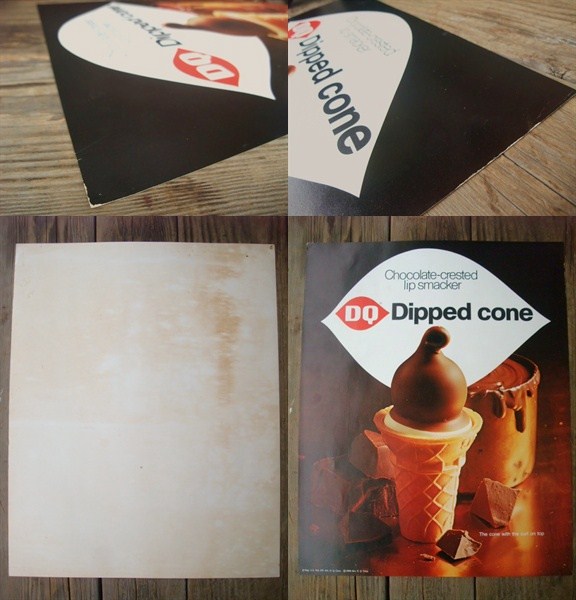 DQ
Dipped cone
DQ
Dipped cone
Chocolate-crested
lip smacker
DQ Dipped cone
The cone with the curl on top